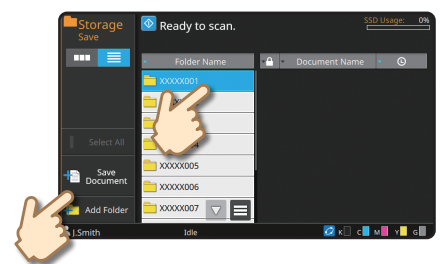 Storage
Save
Ready to scan.
SSD Usage: 0%
Folder Name
Document Name
XXXXX001
Select All
XXXXX005
Save
Document
XXXXX006
Add Folder
XXXXX007
J.Smith
Idle
K C M Y G